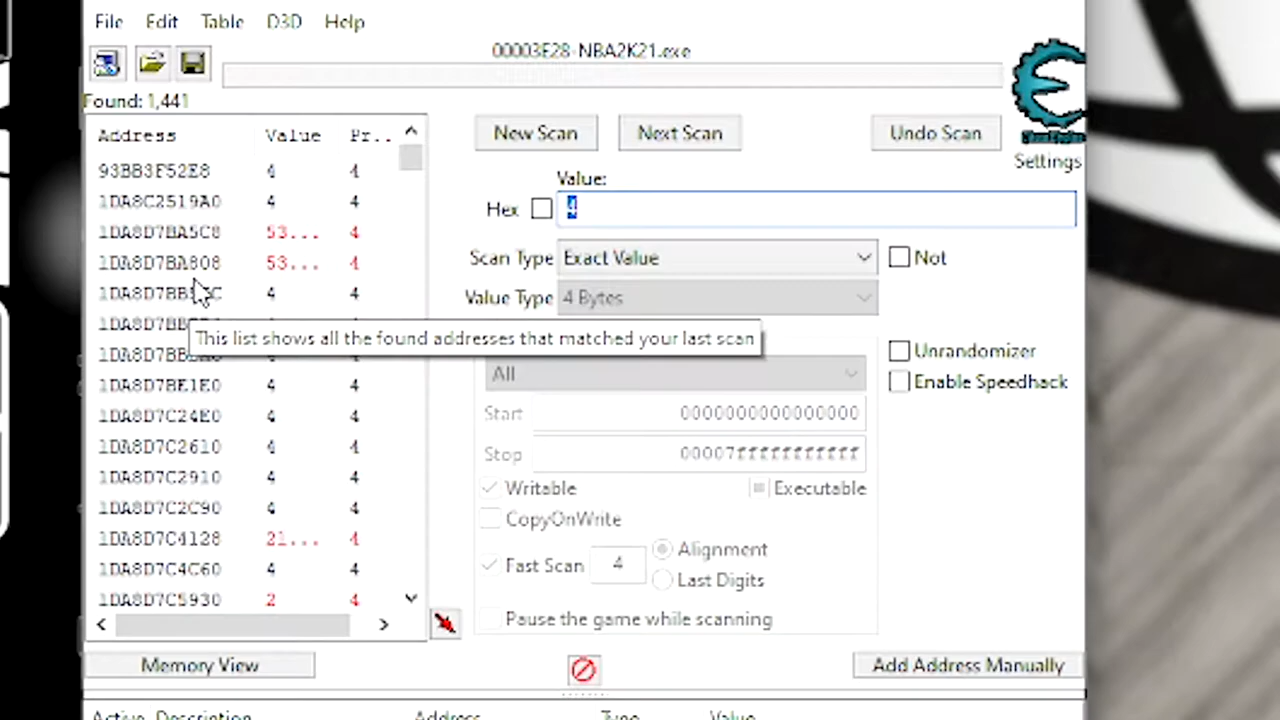 File Edit Table D3D Help
00003E28-NBA2K21.exe
Found: 1,441
Address Value Pr..
93BB3F52E8 4 4
1DA8C2519A0 4 4
1DA8D7BA5C8 53... 4
1DA8D7BA808 53... 4
4 4
1DA8D7BE1E0 4 4
1DA8D7C24E0 4 4
1DA8D7C2610 4 4
1DA8D7C2910 4 4
1DA8D7C2C90 4 4
1DA8D7C4128 21... 4
1DA8D7C4C60 4 4
1DA8D7C5930 2 4
Memory View
New Scan Next Scan Undo Scan
Settings
Value:
Hex 4
Scan Type Exact Value Not
Value Type 4 Bytes
This list shows all the found addresses that matched your last scan
All
Unrandomizer
Enable Speedhack
Start 0000000000000000
Stop 00007fffffffffff
Writable Executable
CopyOnWrite
Fast Scan 4 Alignment
Last Digits
Pause the game while scanning
Add Address Manually
Active Description Address Type Value